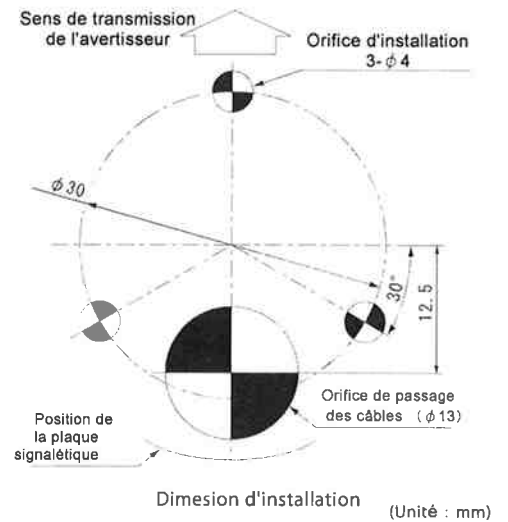 Sens de transmission
de l'avertisseur
Orifice d'installation
3-ϕ4
ϕ30
30°
12.5
Orifice de passage
des câbles (ϕ13)
Position de
la plaque
signalétique
Dimesion d'installation
(Unité : mm)